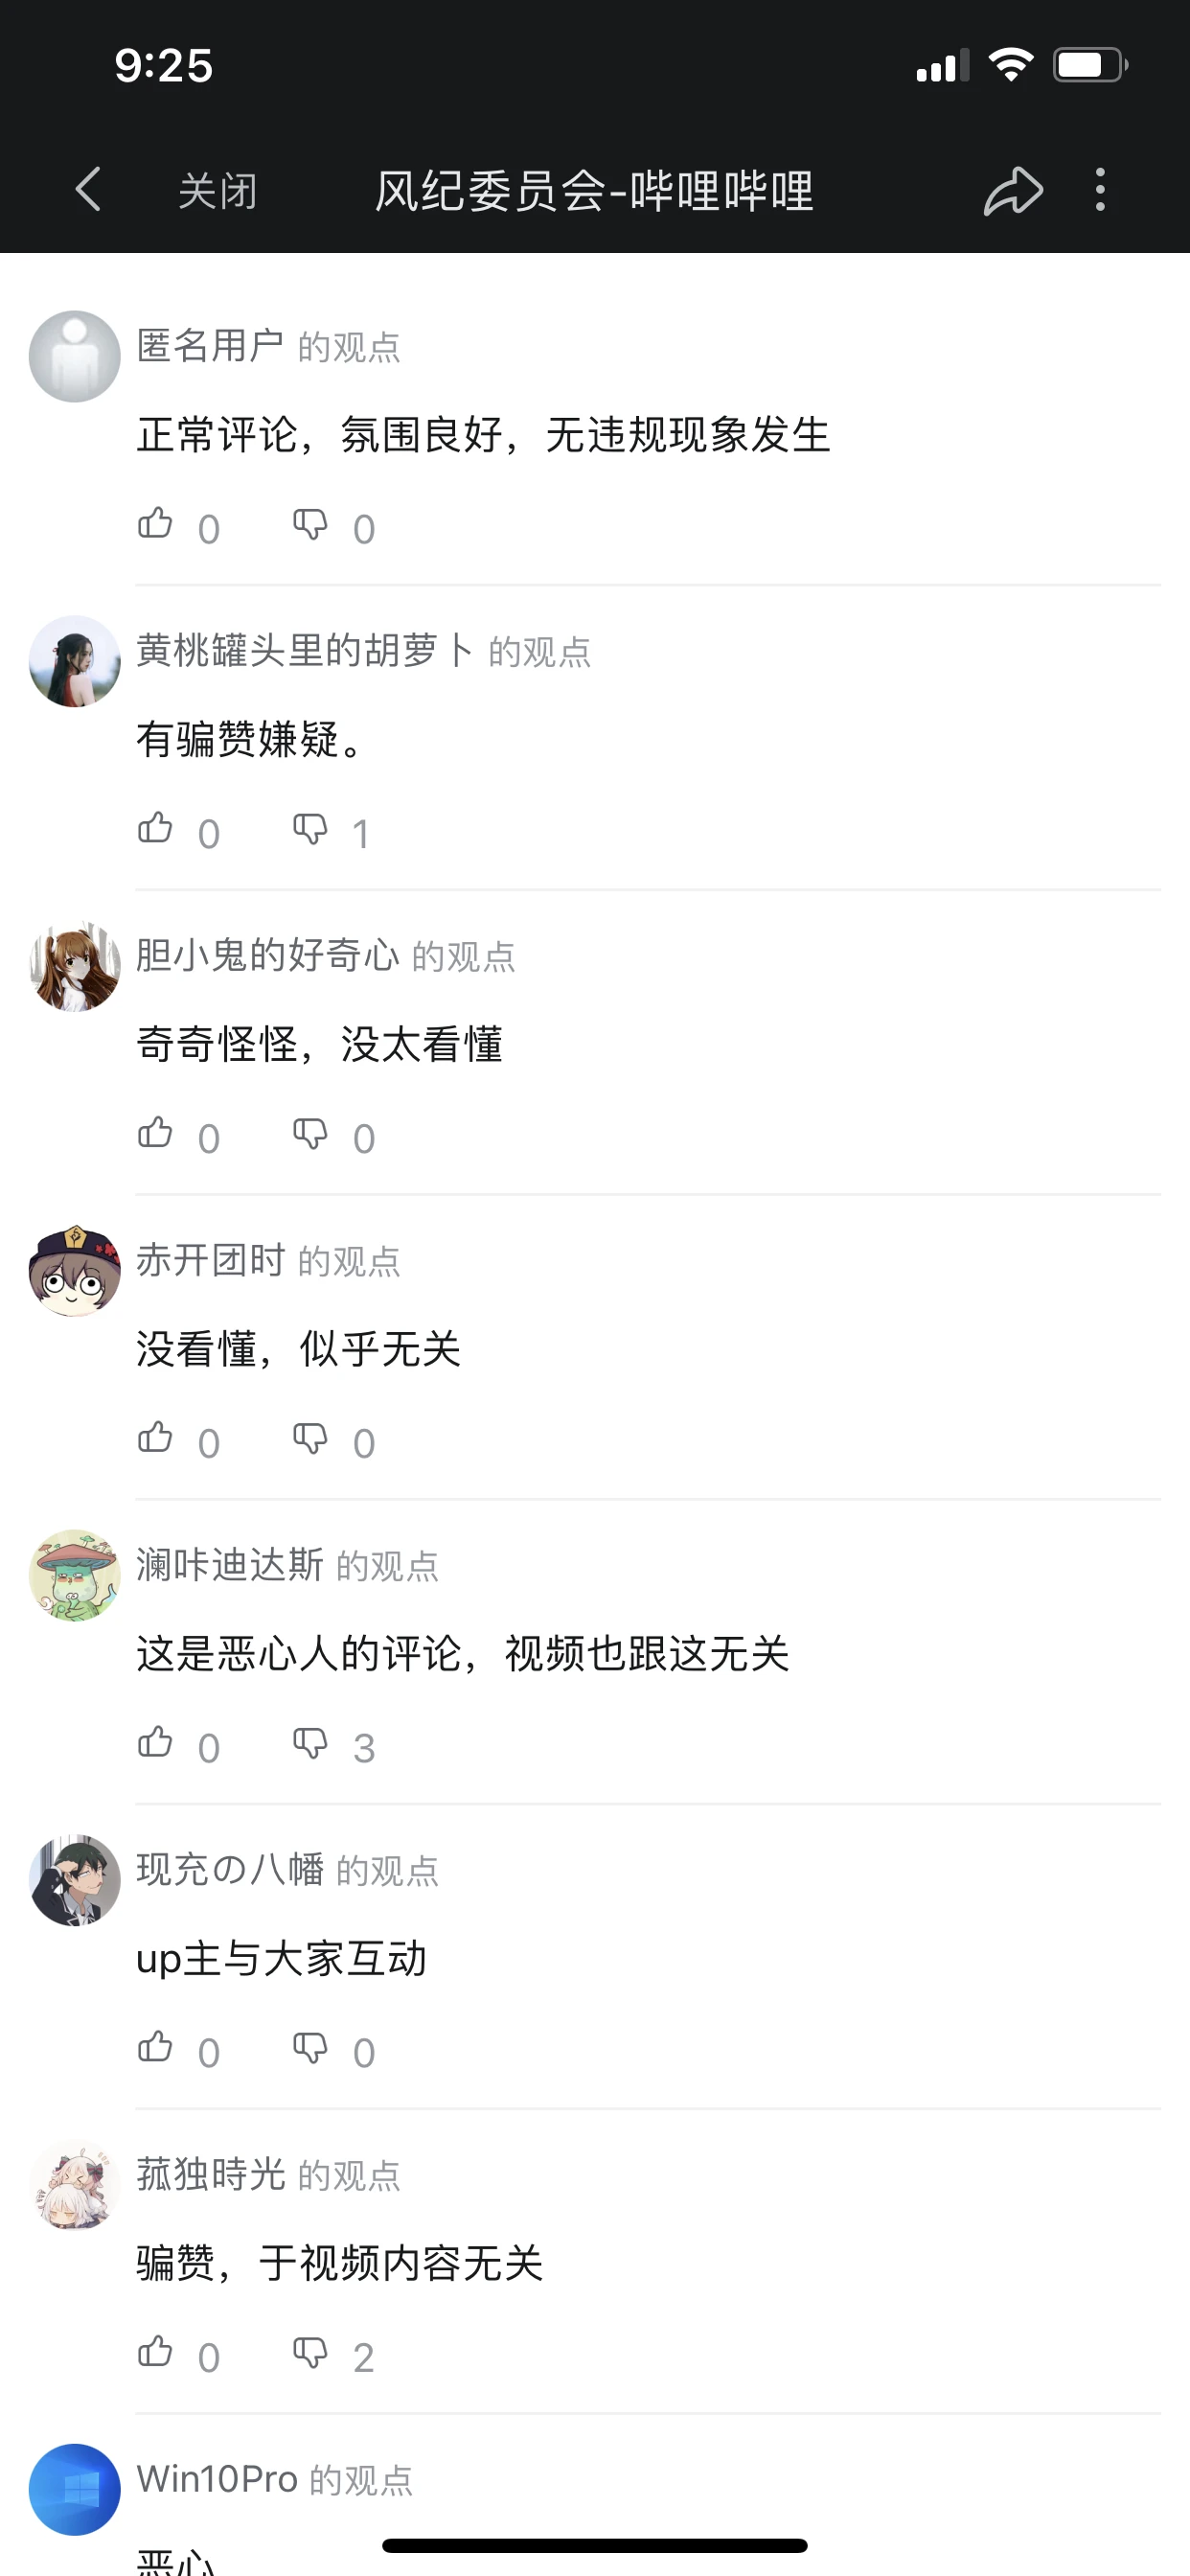 9:25
关闭 风纪委员会-哔哩哔哩
匿名用户 的观点
正常评论，氛围良好，无违规现象发生
0 0
黄桃罐头里的胡萝卜 的观点
有骗赞嫌疑。
0 1
胆小鬼的好奇心 的观点
奇奇怪怪，没太看懂
0 0
赤开团时 的观点
没看懂，似乎无关
0 0
澜咔迪达斯 的观点
这是恶心人的评论，视频也跟这无关
0 3
现充の八幡 的观点
up主与大家互动
0 0
菰独時光 的观点
骗赞，于视频内容无关
0 2
Win10Pro 的观点
恶心